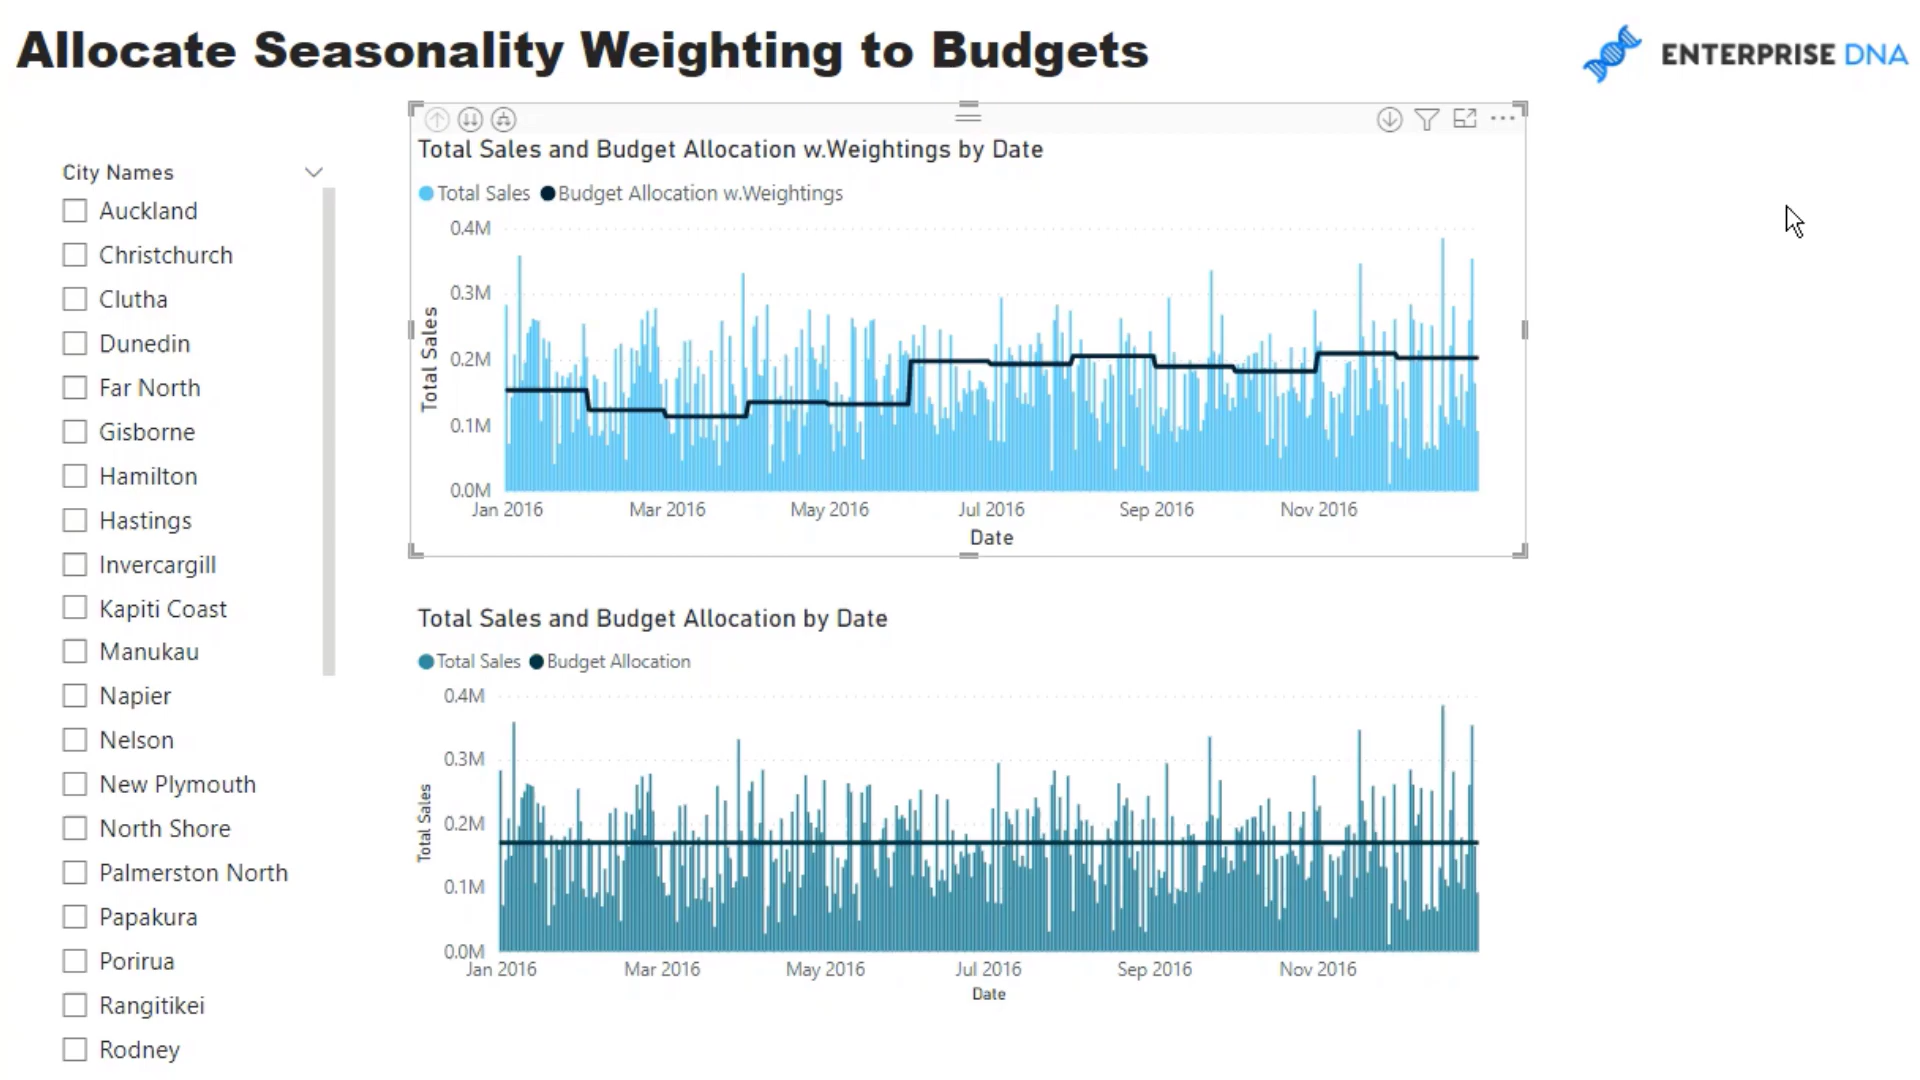 Allocate Seasonality Weighting to Budgets
ENTERPRISE DNA
City Names
Auckland
Christchurch
Clutha
Dunedin
Far North
Gisborne
Hamilton
Hastings
Invercargill
Kapiti Coast
Manukau
Napier
Nelson
New Plymouth
North Shore
Palmerston North
Papakura
Porirua
Rangitikei
Rodney
Total Sales and Budget Allocation w.Weightings by Date
Total Sales Budget Allocation w.Weightings
Total Sales
0.4M
0.3M
0.2M
0.1M
0.0M
Jan 2016 Mar 2016 May 2016 Jul 2016 Sep 2016 Nov 2016
Date
Total Sales and Budget Allocation by Date
Total Sales Budget Allocation
Total Sales
0.4M
0.3M
0.2M
0.1M
0.0M
Jan 2016 Mar 2016 May 2016 Jul 2016 Sep 2016 Nov 2016
Date